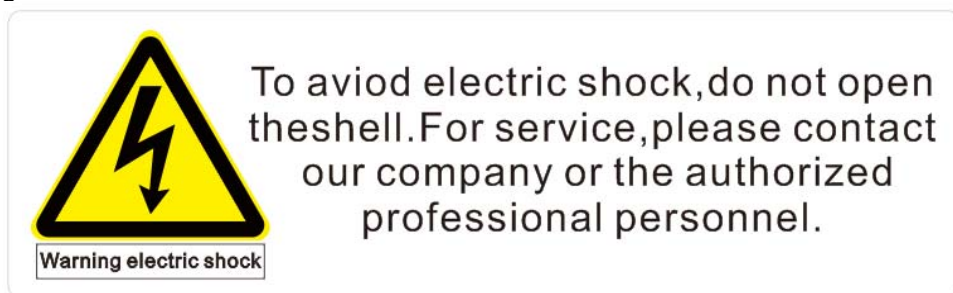 To aviod electric shock,do not open
theshell.For service,please contact
our company or the authorized
professional personnel.
Warning electric shock